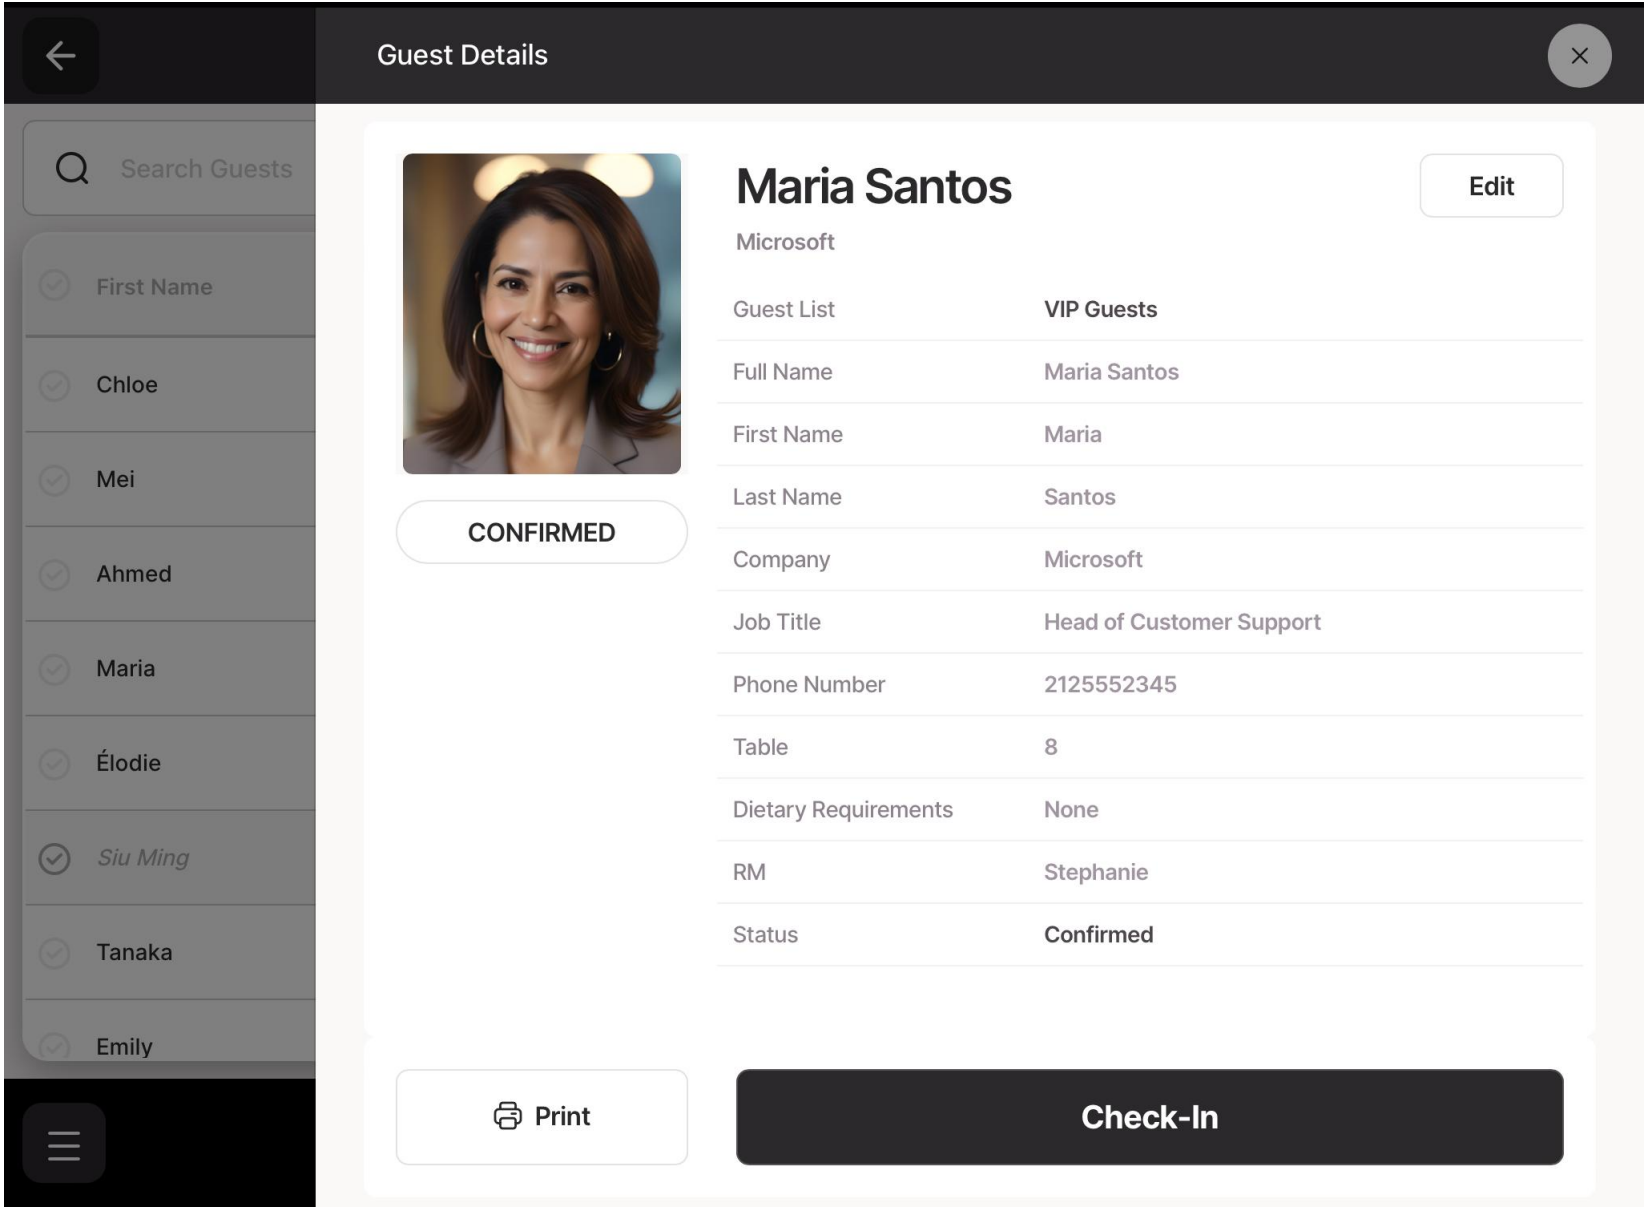 Guest Details
Search Guests
First Name
Chloe
Mei
Ahmed
Maria
Élodie
Siu Ming
Tanaka
Emily
CONFIRMED
Maria Santos
Edit
Microsoft
Guest List VIP Guests
Full Name Maria Santos
First Name Maria
Last Name Santos
Company Microsoft
Job Title Head of Customer Support
Phone Number 2125552345
Table 8
Dietary Requirements None
RM Stephanie
Status Confirmed
Print
Check-In